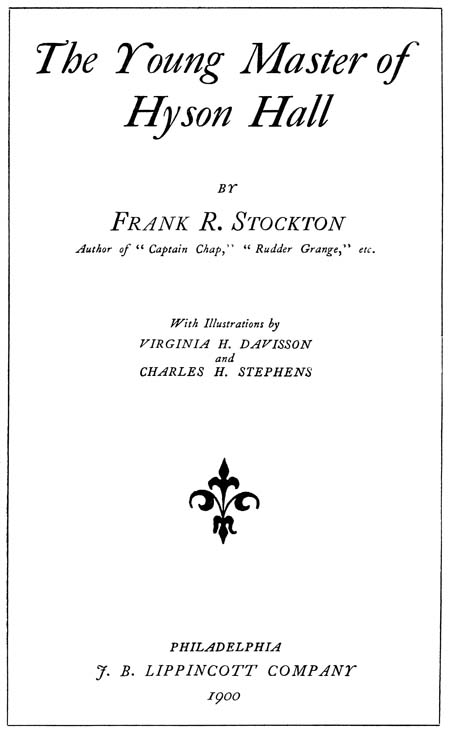 The Young Master of
Hyson Hall
BY
FRANK R. STOCKTON
Author of “Captain Chap,” “Rudder Grange,” etc.
With Illustrations by
VIRGINIA H. DAVISSON
and
CHARLES H. STEPHENS
PHILADELPHIA
J. B. LIPPINCOTT COMPANY
1900